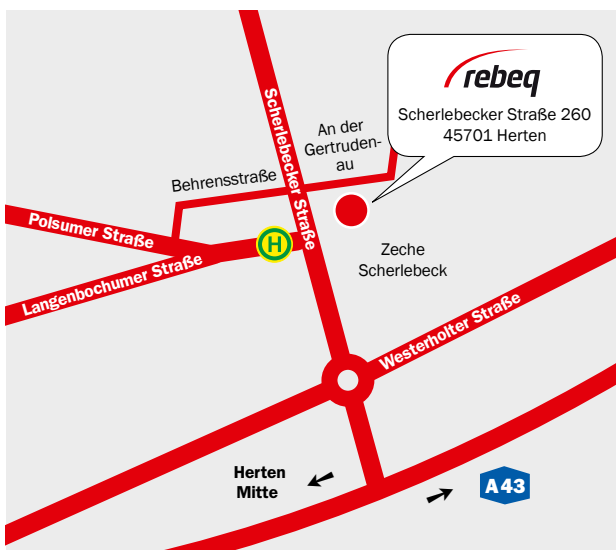 rebeq
Scherlebecker Straße 260
45701 Herten
Scherlebecker Straße
An der
Gertruden-
au
Behrensstraße
Polsumer Straße
H
Langenbochumer Straße
Zeche
Scherlebeck
Westerholter Straße
Herten
Mitte
A 43